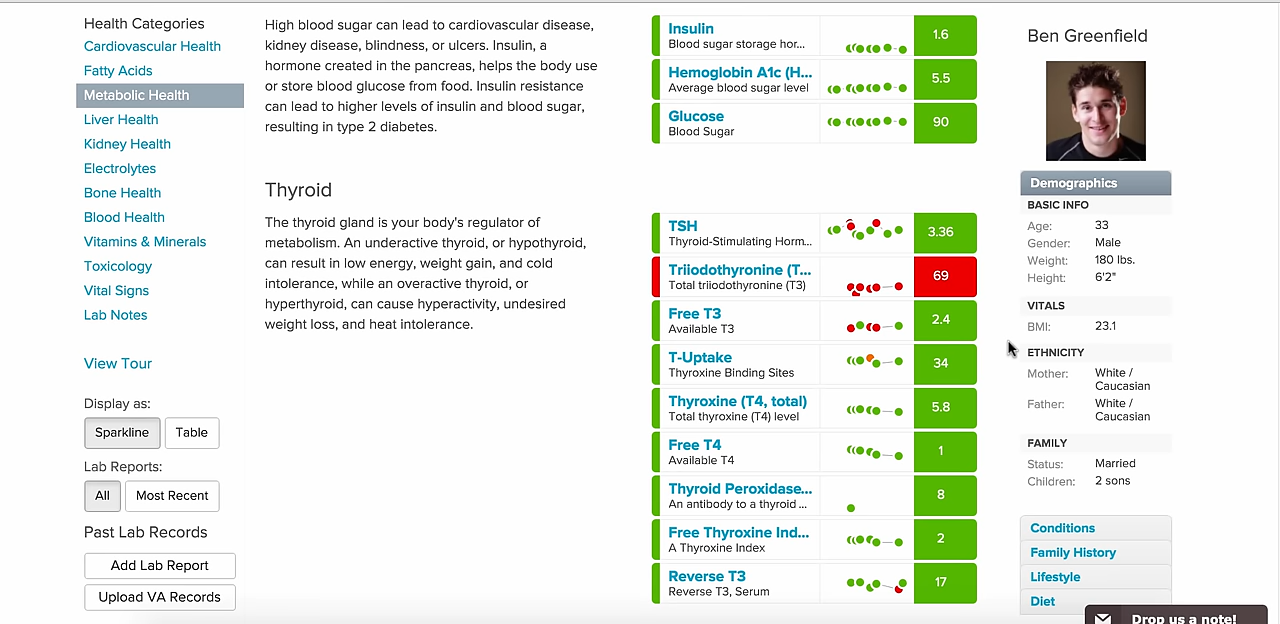 Health Categories
Cardiovascular Health
Fatty Acids
Metabolic Health
Liver Health
Kidney Health
Electrolytes
Bone Health
Blood Health
Vitamins & Minerals
Toxicology
Vital Signs
Lab Notes
View Tour
Display as:
Sparkline
Table
Lab Reports:
All
Most Recent
Past Lab Records
Add Lab Report
Upload VA Records
High blood sugar can lead to cardiovascular disease,
kidney disease, blindness, or ulcers. Insulin, a
hormone created in the pancreas, helps the body use
or store blood glucose from food. Insulin resistance
can lead to higher levels of insulin and blood sugar,
resulting in type 2 diabetes.
Thyroid
The thyroid gland is your body's regulator of
metabolism. An underactive thyroid, or hypothyroid,
can result in low energy, weight gain, and cold
intolerance, while an overactive thyroid, or
hyperthyroid, can cause hyperactivity, undesired
weight loss, and heat intolerance.
Insulin
Blood sugar storage hor...
1.6
Hemoglobin A1c (H...
Average blood sugar level
5.5
Glucose
Blood Sugar
90
TSH
Thyroid-Stimulating Horm...
3.36
Triiodothyronine (T...
Total triiodothyronine (T3)
69
Free T3
Available T3
2.4
T-Uptake
Thyroxine Binding Sites
34
Thyroxine (T4, total)
Total thyroxine (T4) level
5.8
Free T4
Available T4
1
Thyroid Peroxidase...
An antibody to a thyroid ...
8
Free Thyroxine Ind...
A Thyroxine Index
2
Reverse T3
Reverse T3, Serum
17
Ben Greenfield
Demographics
BASIC INFO
Age: 33
Gender: Male
Weight: 180 lbs.
Height: 6'2"
VITALS
BMI: 23.1
ETHNICITY
Mother: White /
Caucasian
Father: White /
Caucasian
FAMILY
Status: Married
Children: 2 sons
Conditions
Family History
Lifestyle
Diet
Drop us a note!